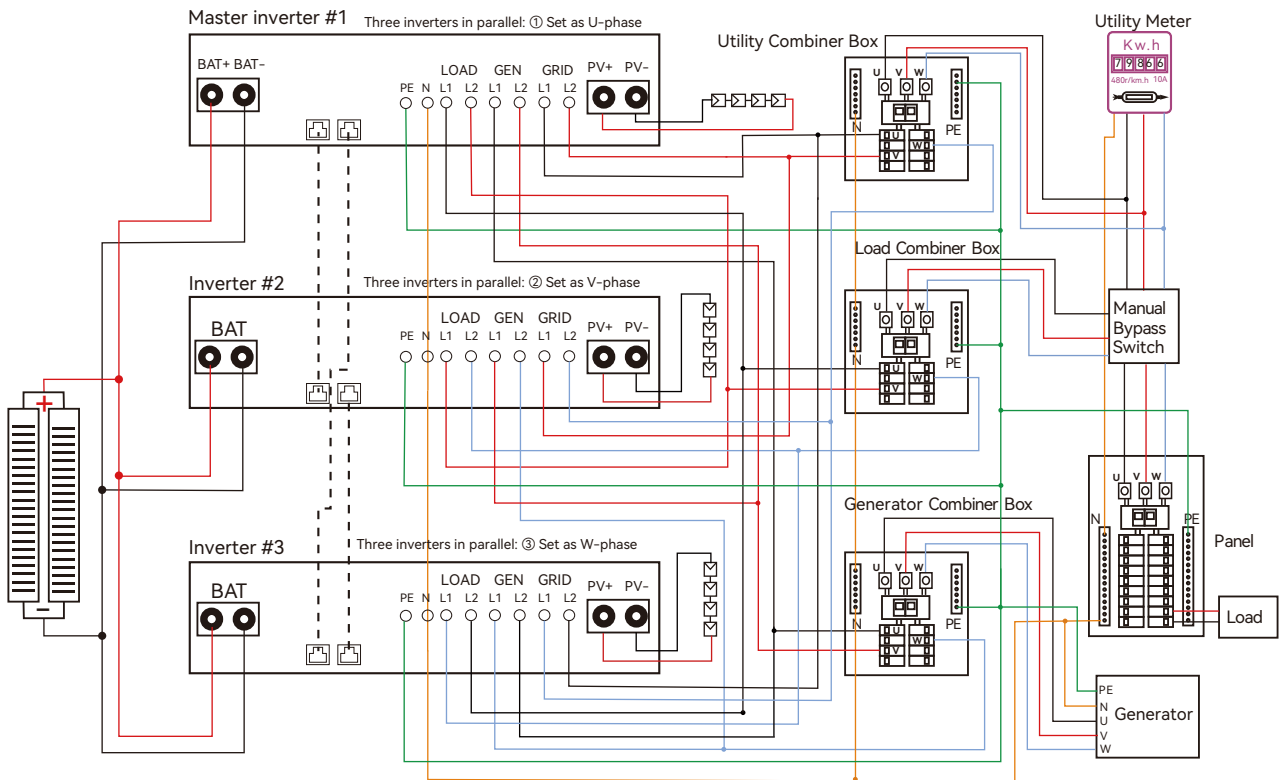 Master inverter #1
Three inverters in parallel: ① Set as U-phase
BAT+ BAT-
LOAD GEN GRID
PE N L1 L2 L1 L2 L1 L2
PV+ PV-
Utility Combiner Box
U V W
N
PE
U
W
V
Utility Meter
Kw.h
79866
480r/km.h 10A
Inverter #2
Three inverters in parallel: ② Set as V-phase
BAT
LOAD GEN GRID
PE N L1 L2 L1 L2 L1 L2
PV+ PV-
Load Combiner Box
U V W
N
PE
U
W
V
Manual
Bypass
Switch
+
−
Inverter #3
Three inverters in parallel: ③ Set as W-phase
BAT
LOAD GEN GRID
PE N L1 L2 L1 L2 L1 L2
PV+ PV-
Generator Combiner Box
U V W
N
PE
U
W
V
U V W
N
PE
Panel
Load
PE
N
U
V
W
Generator